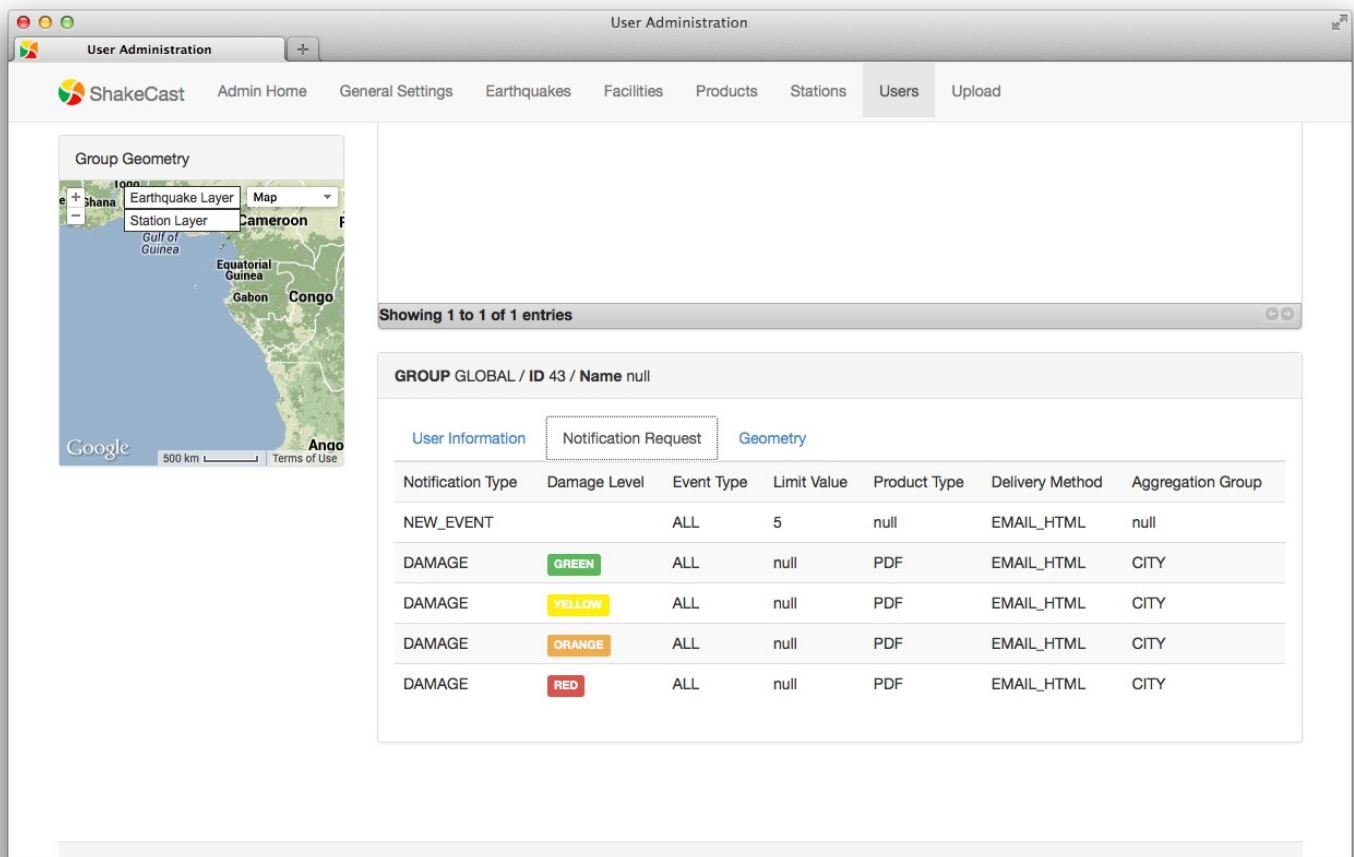 User Administration
User Administration
ShakeCast Admin Home General Settings Earthquakes Facilities Products Stations Users Upload
Group Geometry
Togo
Ghana
+
Earthquake Layer
Map
−
Station Layer
Cameroon
Gulf of
Guinea
Equatorial
Guinea
Gabon
Congo
Ango
Google
500 km
Terms of Use
Showing 1 to 1 of 1 entries
GROUP GLOBAL / ID 43 / Name null
User Information Notification Request Geometry
Notification Type Damage Level Event Type Limit Value Product Type Delivery Method Aggregation Group
NEW_EVENT ALL 5 null EMAIL_HTML null
DAMAGE GREEN ALL null PDF EMAIL_HTML CITY
DAMAGE YELLOW ALL null PDF EMAIL_HTML CITY
DAMAGE ORANGE ALL null PDF EMAIL_HTML CITY
DAMAGE RED ALL null PDF EMAIL_HTML CITY